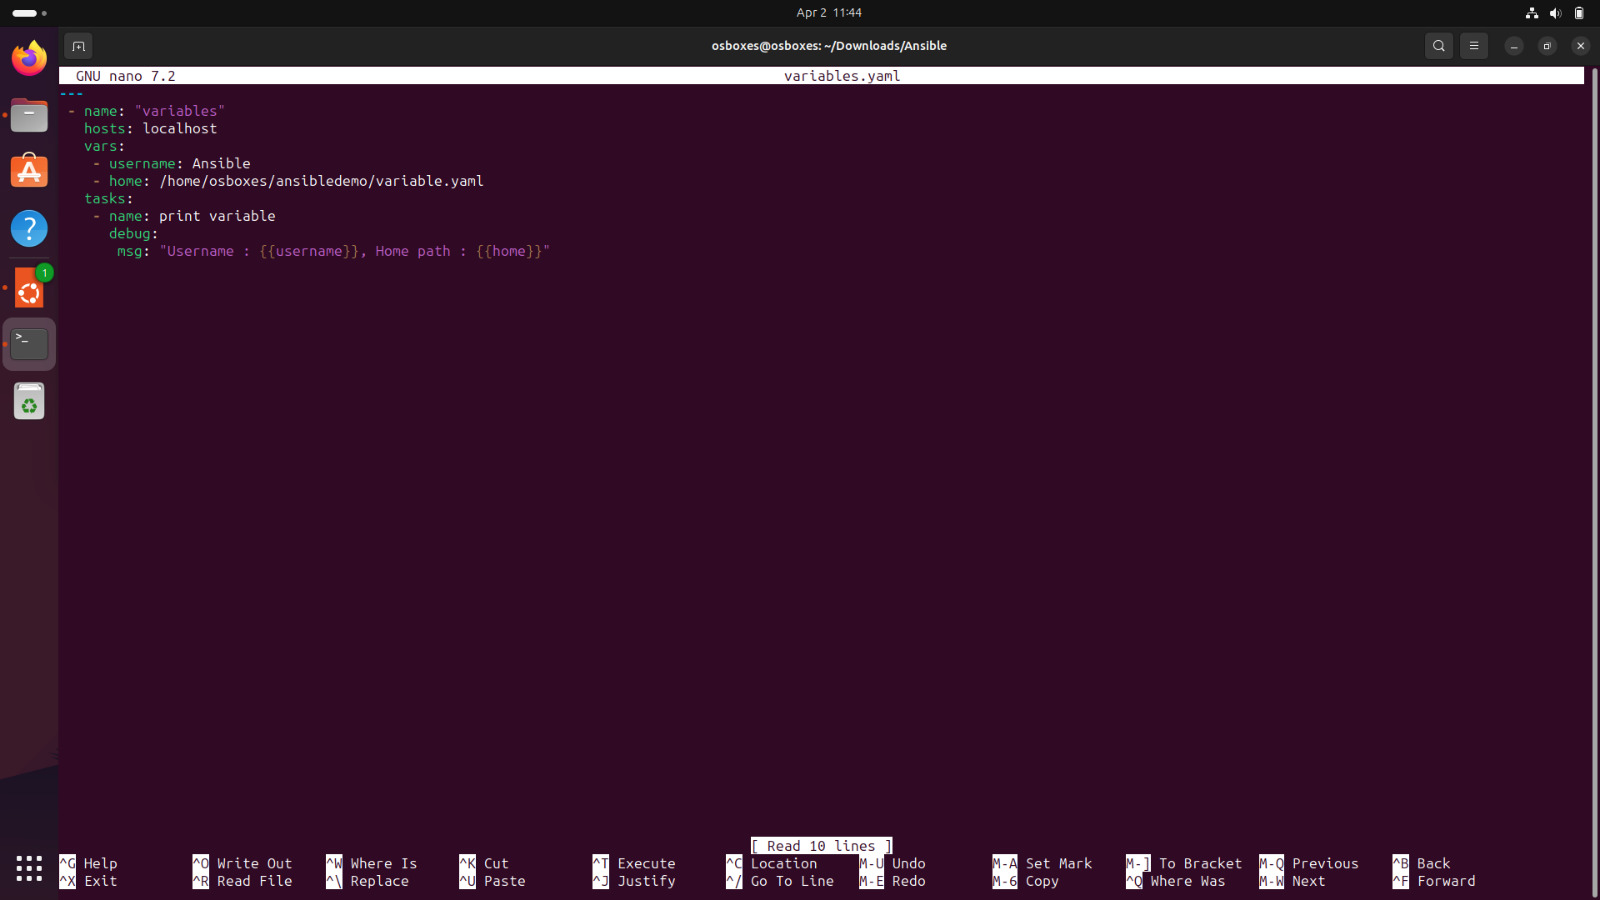 Apr 2 11:44
osboxes@osboxes: ~/Downloads/Ansible
GNU nano 7.2 variables.yaml
---
- name: "variables"
hosts: localhost
vars:
- username: Ansible
- home: /home/osboxes/ansibledemo/variable.yaml
tasks:
- name: print variable
debug:
msg: "Username : {{username}}, Home path : {{home}}"
1
>_
[ Read 10 lines ]
^G Help ^O Write Out ^W Where Is ^K Cut ^T Execute ^C Location M-U Undo M-A Set Mark M-] To Bracket M-Q Previous ^B Back
^X Exit ^R Read File ^\ Replace ^U Paste ^J Justify ^/ Go To Line M-E Redo M-6 Copy ^Q Where Was M-W Next ^F Forward